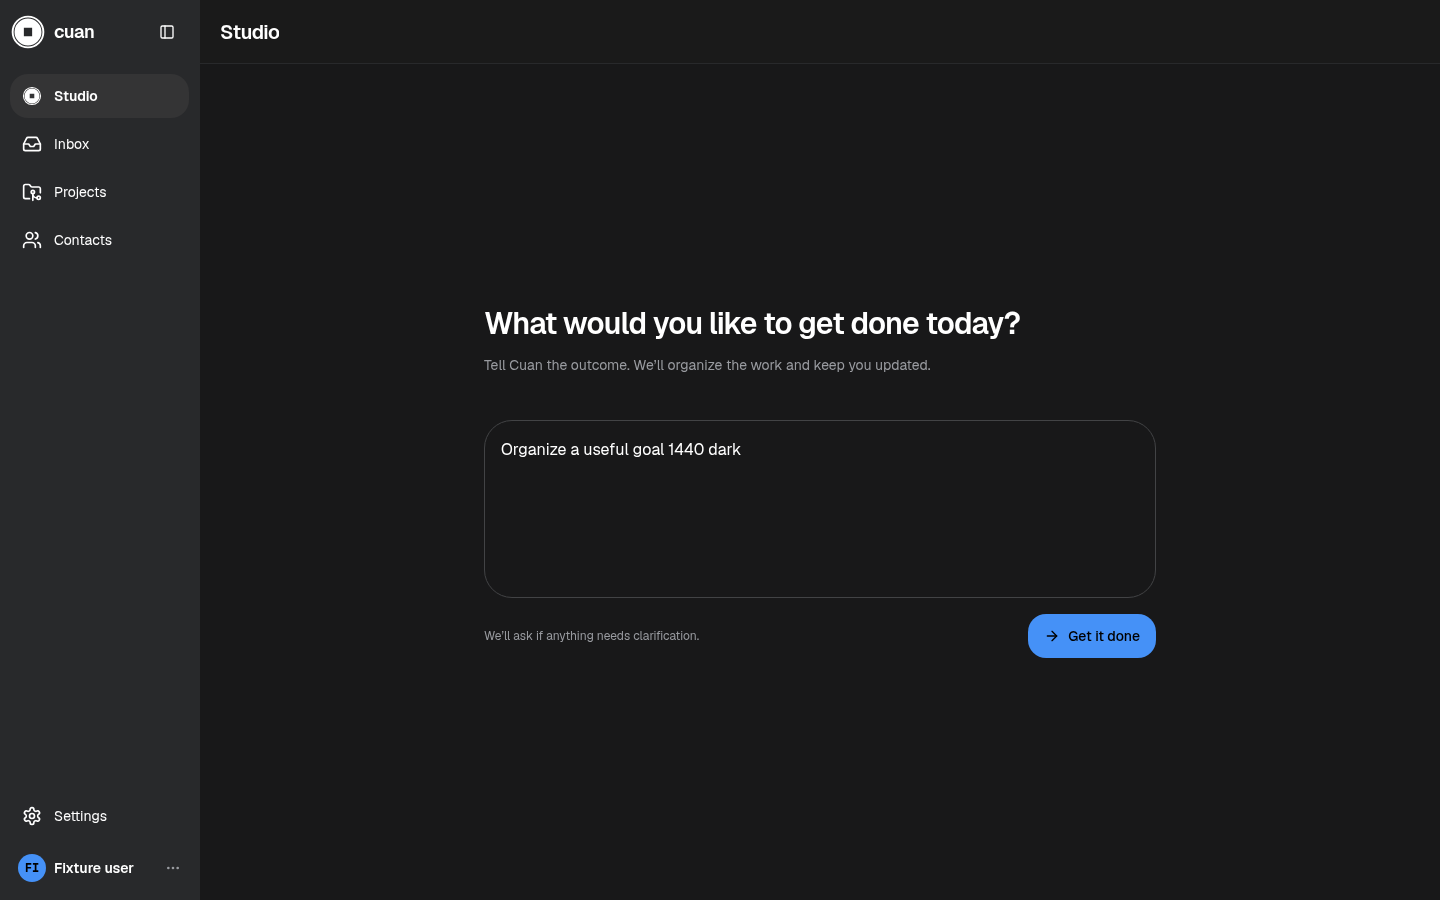 cuan
Studio
Inbox
Projects
Contacts
Settings
FI
Fixture user
Studio
What would you like to get done today?
Tell Cuan the outcome. We’ll organize the work and keep you updated.
Organize a useful goal 1440 dark
We’ll ask if anything needs clarification.
Get it done